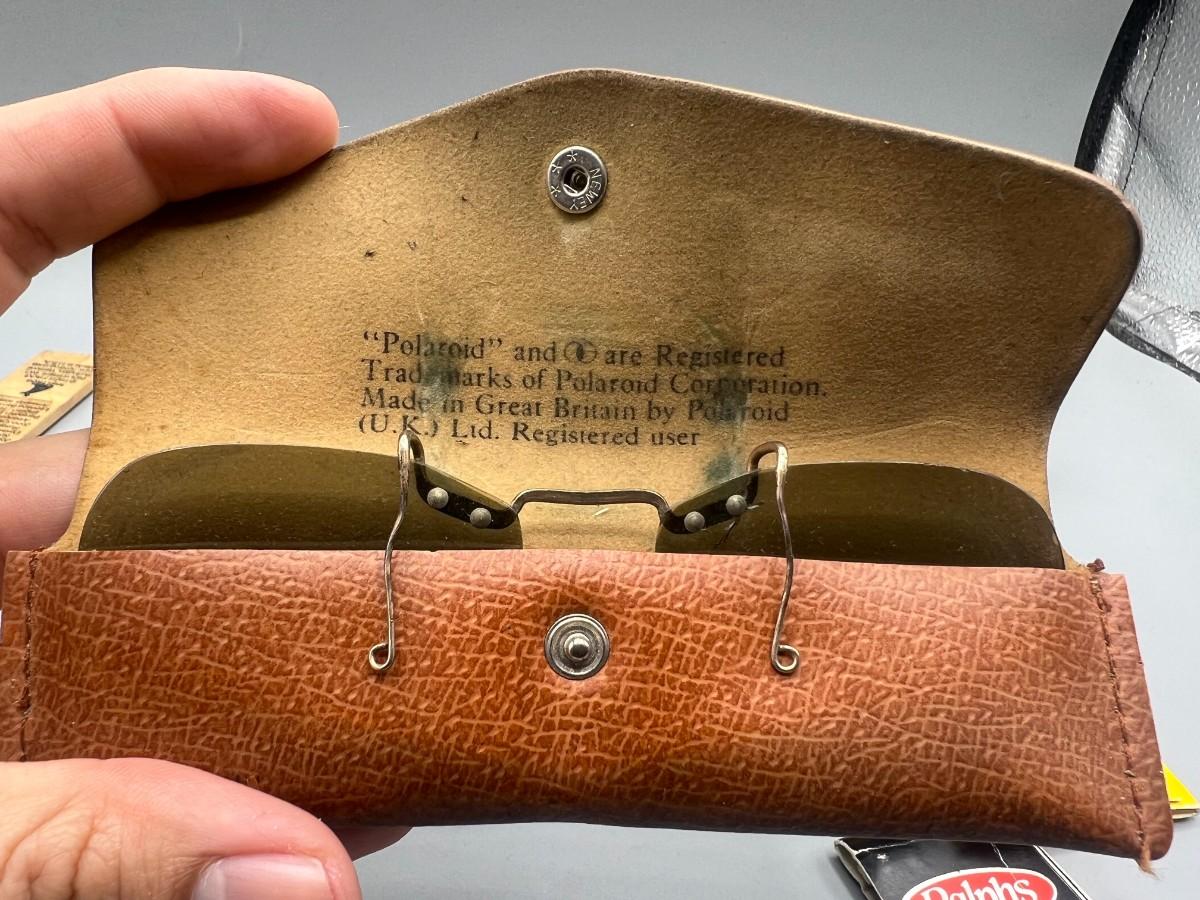 NEWEY
“Polaroid” and are Registered
Trade marks of Polaroid Corporation.
Made in Great Britain by Polaroid
(U.K.) Ltd. Registered user
Ralphs